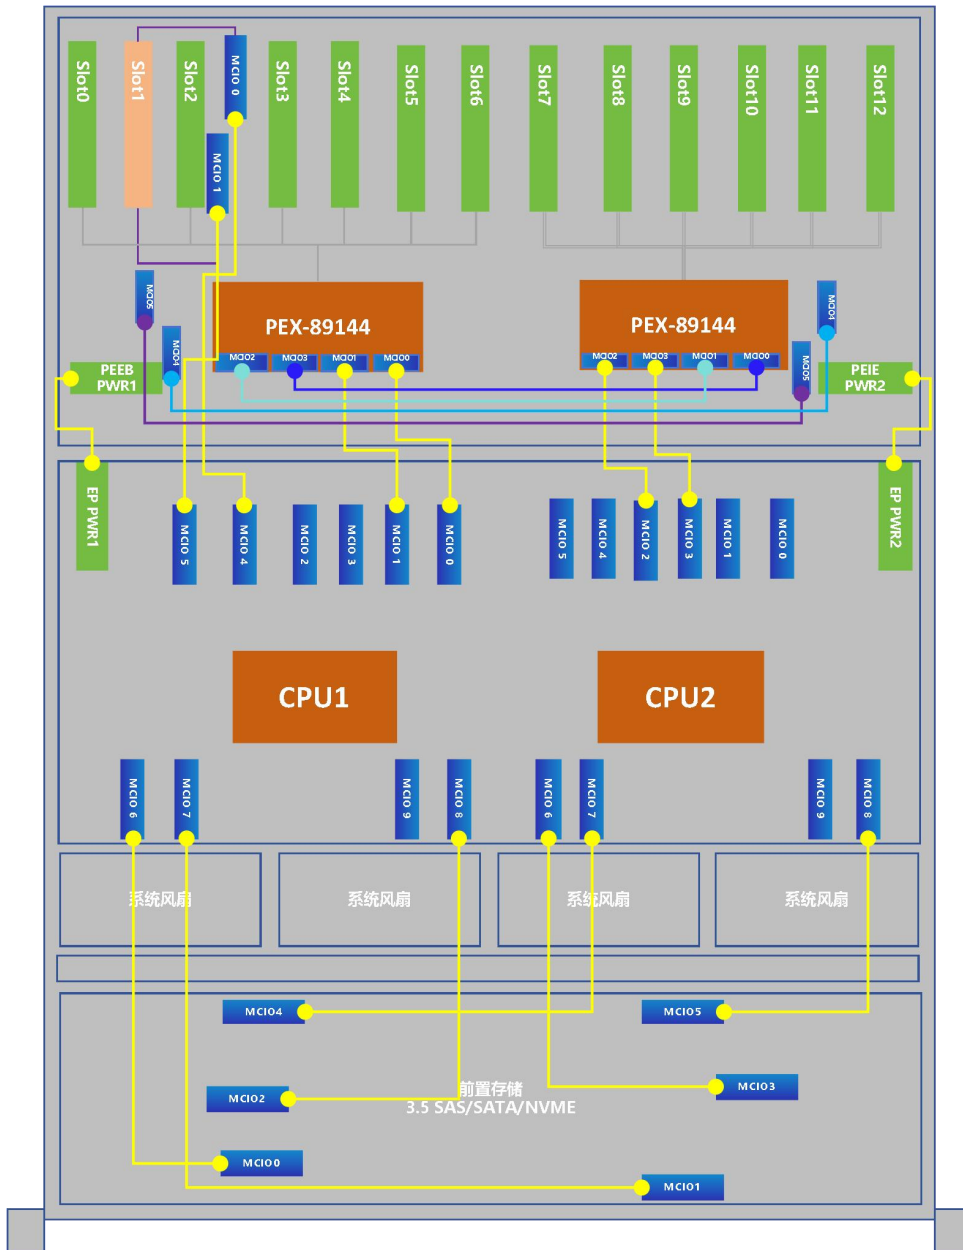 Slot0
Slot1
Slot2
MCIO 0
Slot3
Slot4
Slot5
Slot6
Slot7
Slot8
Slot9
Slot10
Slot11
Slot12
MCIO 1
MCIO5
MCIO4
PEX-89144
MCIO2
MCIO3
MCIO1
MCIO0
PEX-89144
MCIO2
MCIO3
MCIO1
MCIO0
MCIO4
MCIO5
PEEB
PWR1
PEIE
PWR2
EP PWR1
MCIO 5
MCIO 4
MCIO 2
MCIO 3
MCIO 1
MCIO 0
MCIO 5
MCIO 4
MCIO 2
MCIO 3
MCIO 1
MCIO 0
EP PWR2
CPU1
CPU2
MCIO 6
MCIO 7
MCIO 9
MCIO 8
MCIO 6
MCIO 7
MCIO 9
MCIO 8
系统风扇
系统风扇
系统风扇
系统风扇
MCIO4
MCIO5
MCIO2
前置存储
3.5 SAS/SATA/NVME
MCIO3
MCIO0
MCIO1